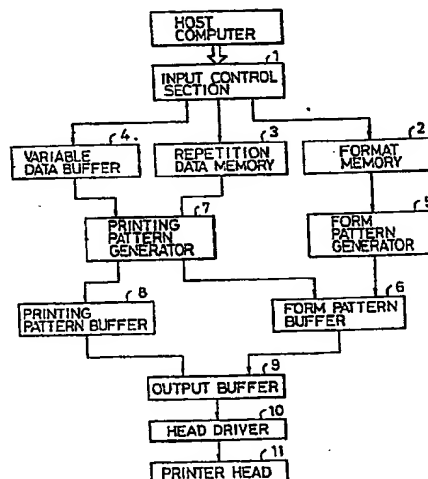 HOST
COMPUTER
1
INPUT CONTROL
SECTION
4
3
2
VARIABLE
DATA BUFFER
REPETITION
DATA MEMORY
FORMAT
MEMORY
7
5
PRINTING
PATTERN
GENERATOR
FORM
PATTERN
GENERATOR
8
6
PRINTING
PATTERN BUFFER
FORM PATTERN
BUFFER
9
OUTPUT BUFFER
10
HEAD DRIVER
11
PRINTER HEAD